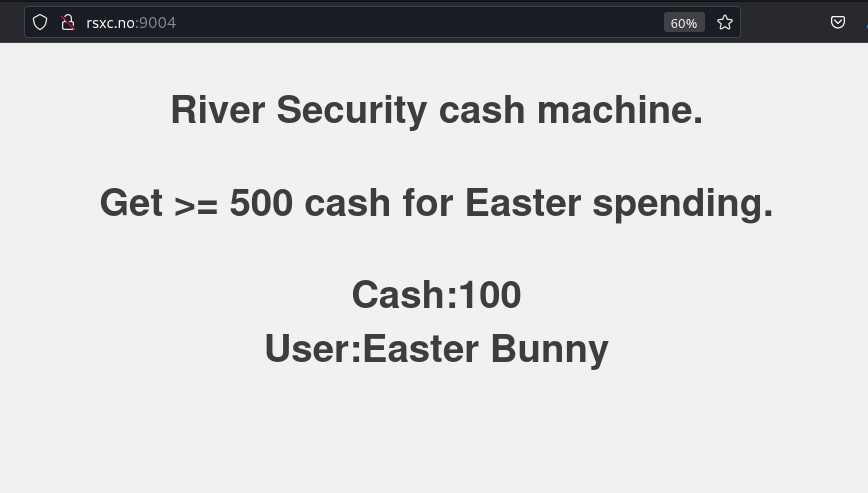 rsxc.no:9004
60%
River Security cash machine.
Get >= 500 cash for Easter spending.
Cash:100
User:Easter Bunny